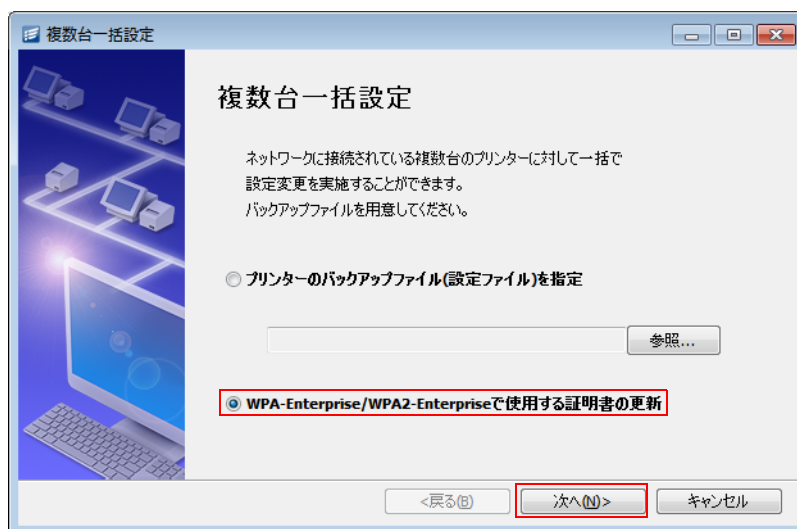 複数台一括設定
複数台一括設定
ネットワークに接続されている複数台のプリンターに対して一括で
設定変更を実施することができます。
バックアップファイルを用意してください。
プリンターのバックアップファイル(設定ファイル)を指定
参照...
WPA-Enterprise/WPA2-Enterpriseで使用する証明書の更新
<戻る(B)
次へ(N)>
キャンセル